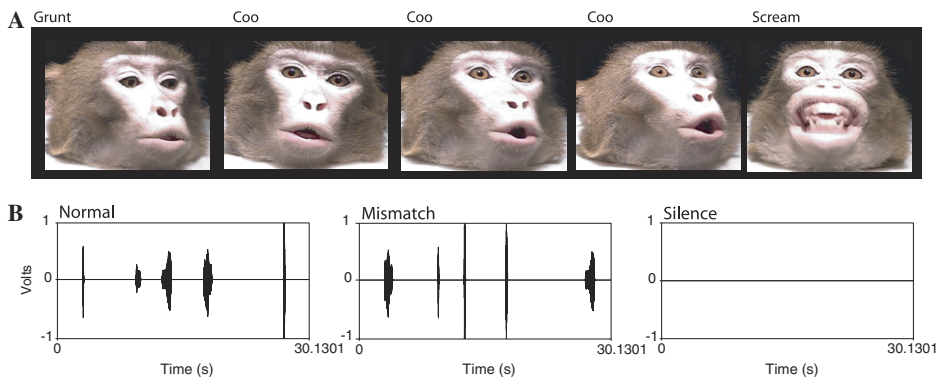 A Grunt Coo Coo Coo Scream
B Normal Mismatch Silence
1 1 1
Volts 0 0 0
-1 -1 -1
0 30.1301 0 30.1301 0 30.1301
Time (s) Time (s) Time (s)